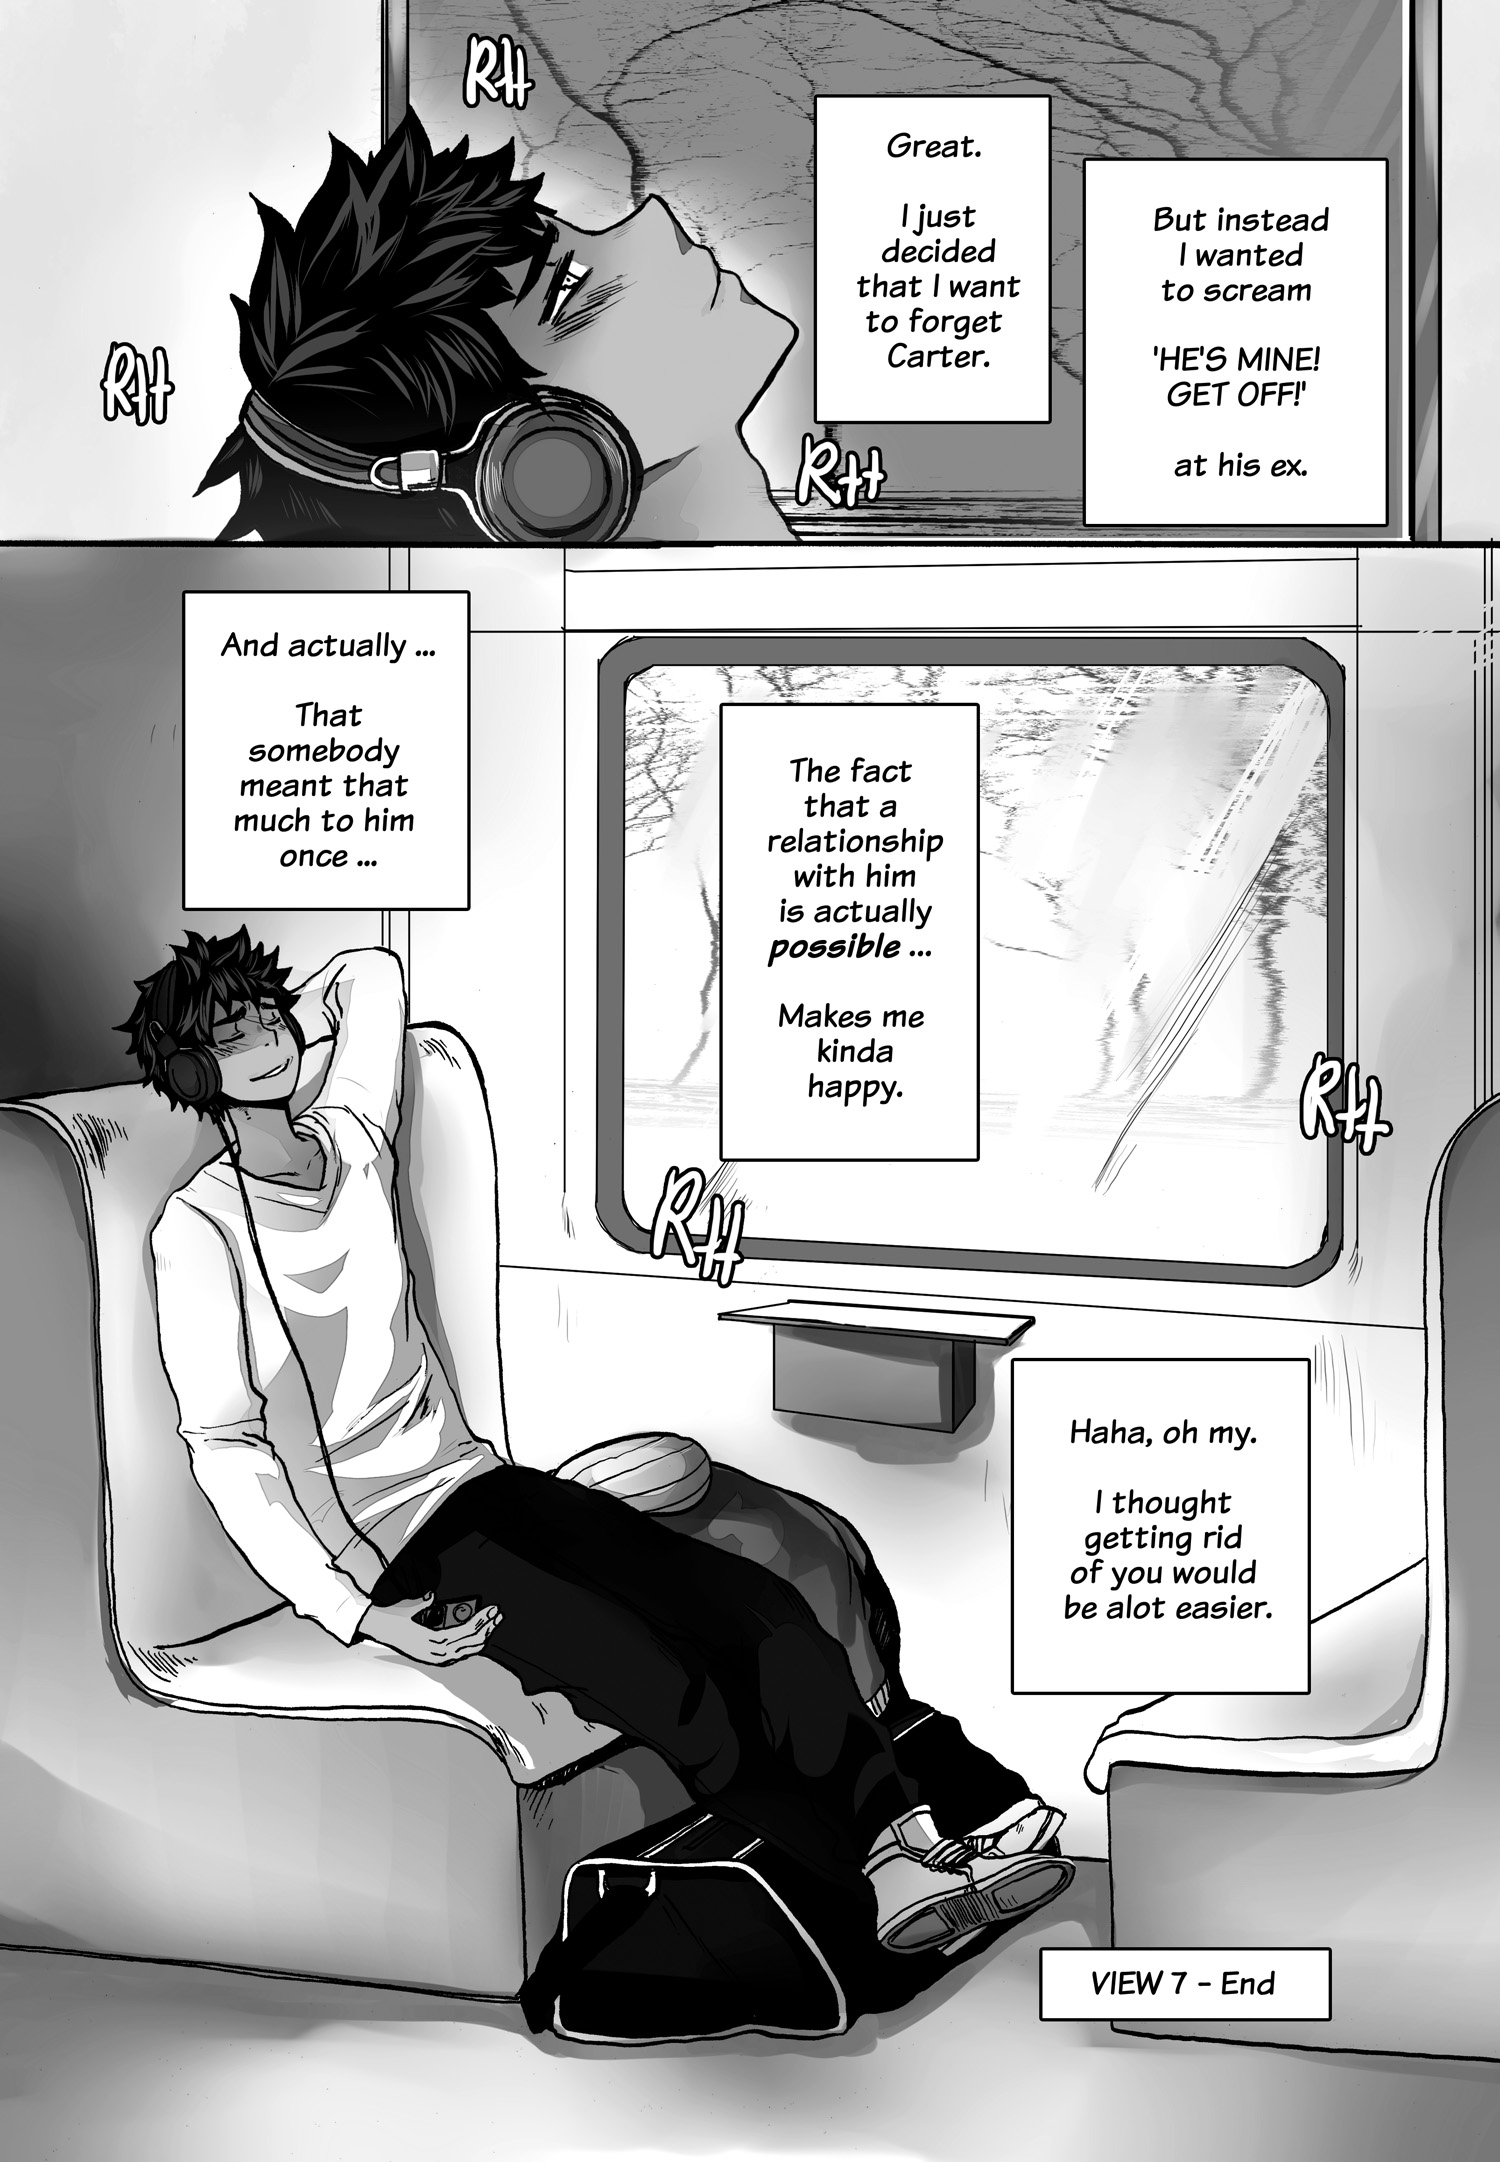 RH
Great.
I just
decided
that I want
to forget
Carter.
But instead
I wanted
to scream
'HE'S MINE!
GET OFF!'
at his ex.
RH
RH
And actually ...
That
somebody
meant that
much to him
once ...
The fact
that a
relationship
with him
is actually
possible ...
Makes me
kinda
happy.
RH
RH
Haha, oh my.
I thought
getting rid
of you would
be alot easier.
VIEW 7 - End